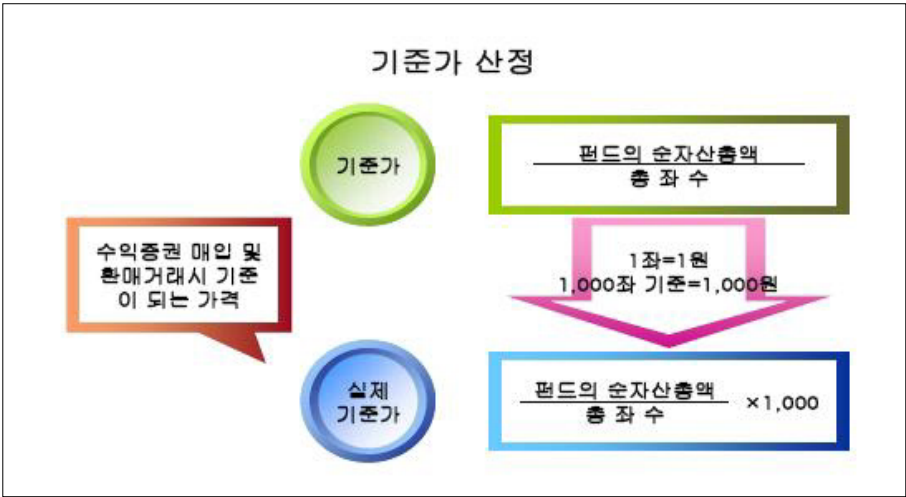 기준가 산정
기준가
펀드의 순자산총액
총 좌 수
수익증권 매입 및
환매거래시 기준
이 되는 가격
1좌=1원
1,000좌 기준=1,000원
실제
기준가
펀드의 순자산총액
총 좌 수
×1,000